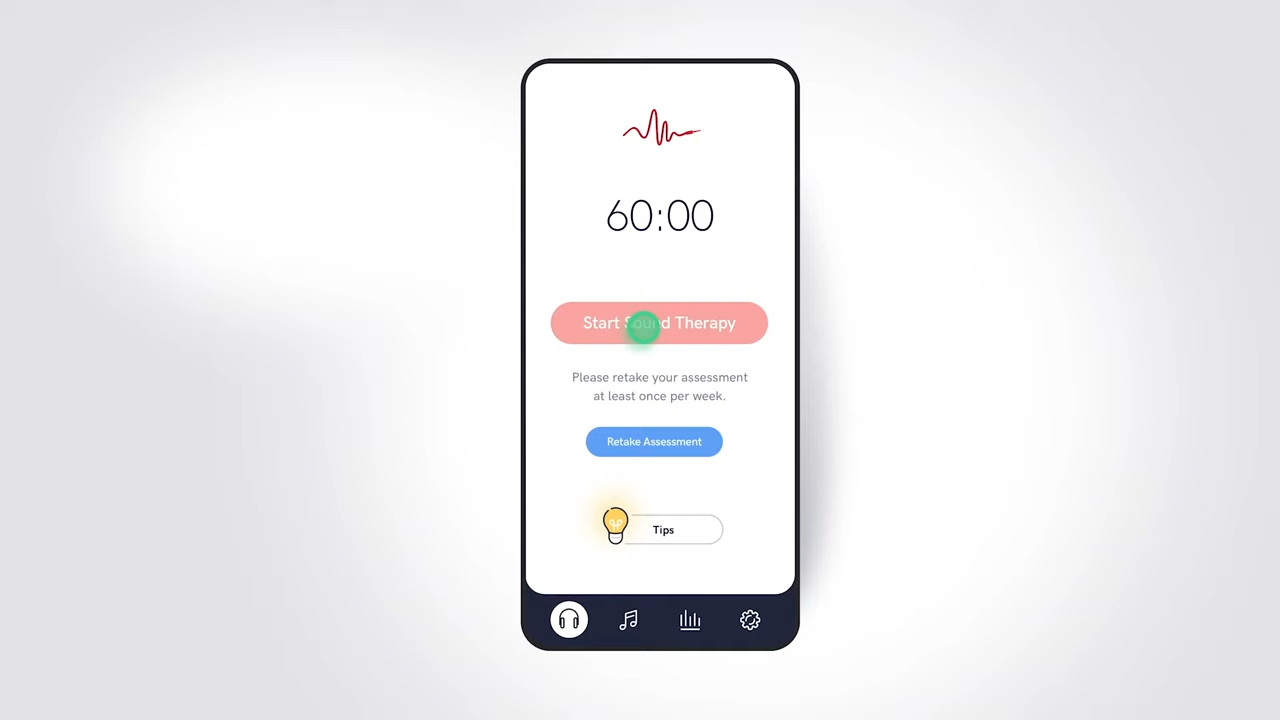 60:00
Start Sound Therapy
Please retake your assessment
at least once per week.
Retake Assessment
Tips